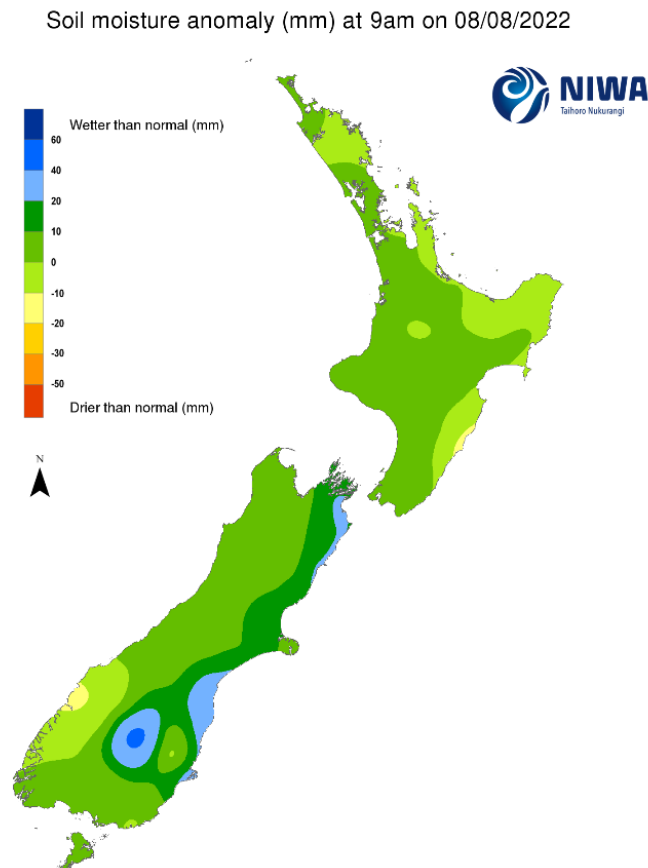 Soil moisture anomaly (mm) at 9am on 08/08/2022
NIWA
Taihoro Nukurangi
Wetter than normal (mm)
60
40
20
10
0
-10
-20
-30
-50
Drier than normal (mm)
N